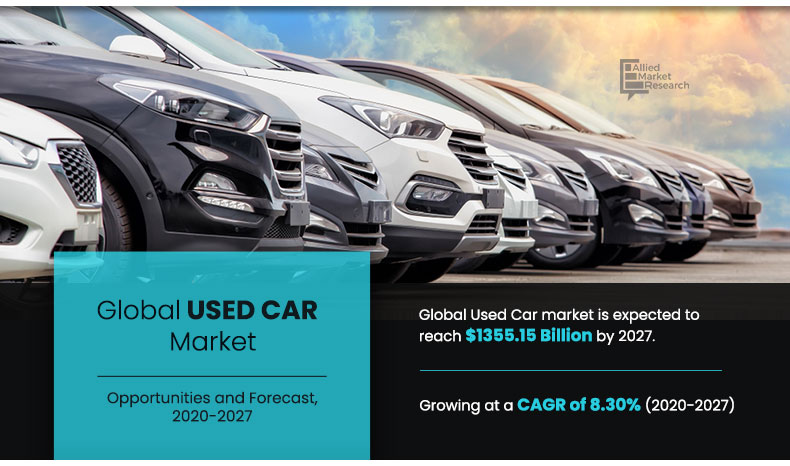 Allied
Market
Research
Global USED CAR
Market
Opportunities and Forecast,
2020-2027
Global Used Car market is expected to
reach $1355.15 Billion by 2027.
Growing at a CAGR of 8.30% (2020-2027)